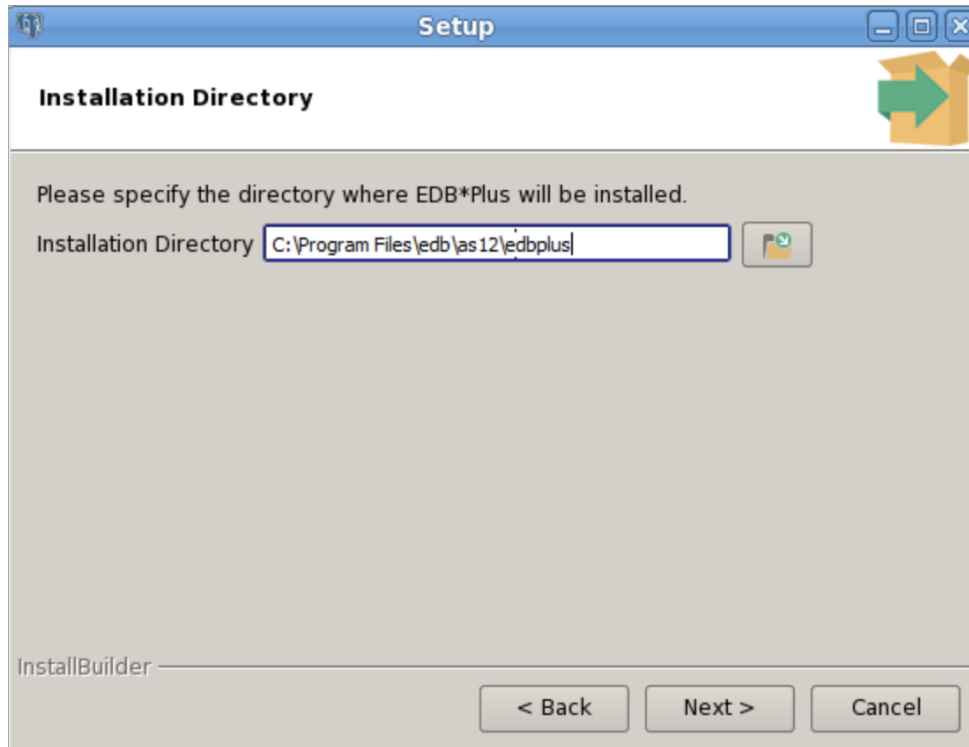 Setup
Installation Directory
Please specify the directory where EDB*Plus will be installed.
Installation Directory C:\Program Files\edb\as12\edbplus
InstallBuilder
< Back Next > Cancel